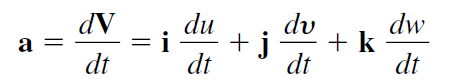 a = dV/dt = i du/dt + j dv/dt + k dw/dt